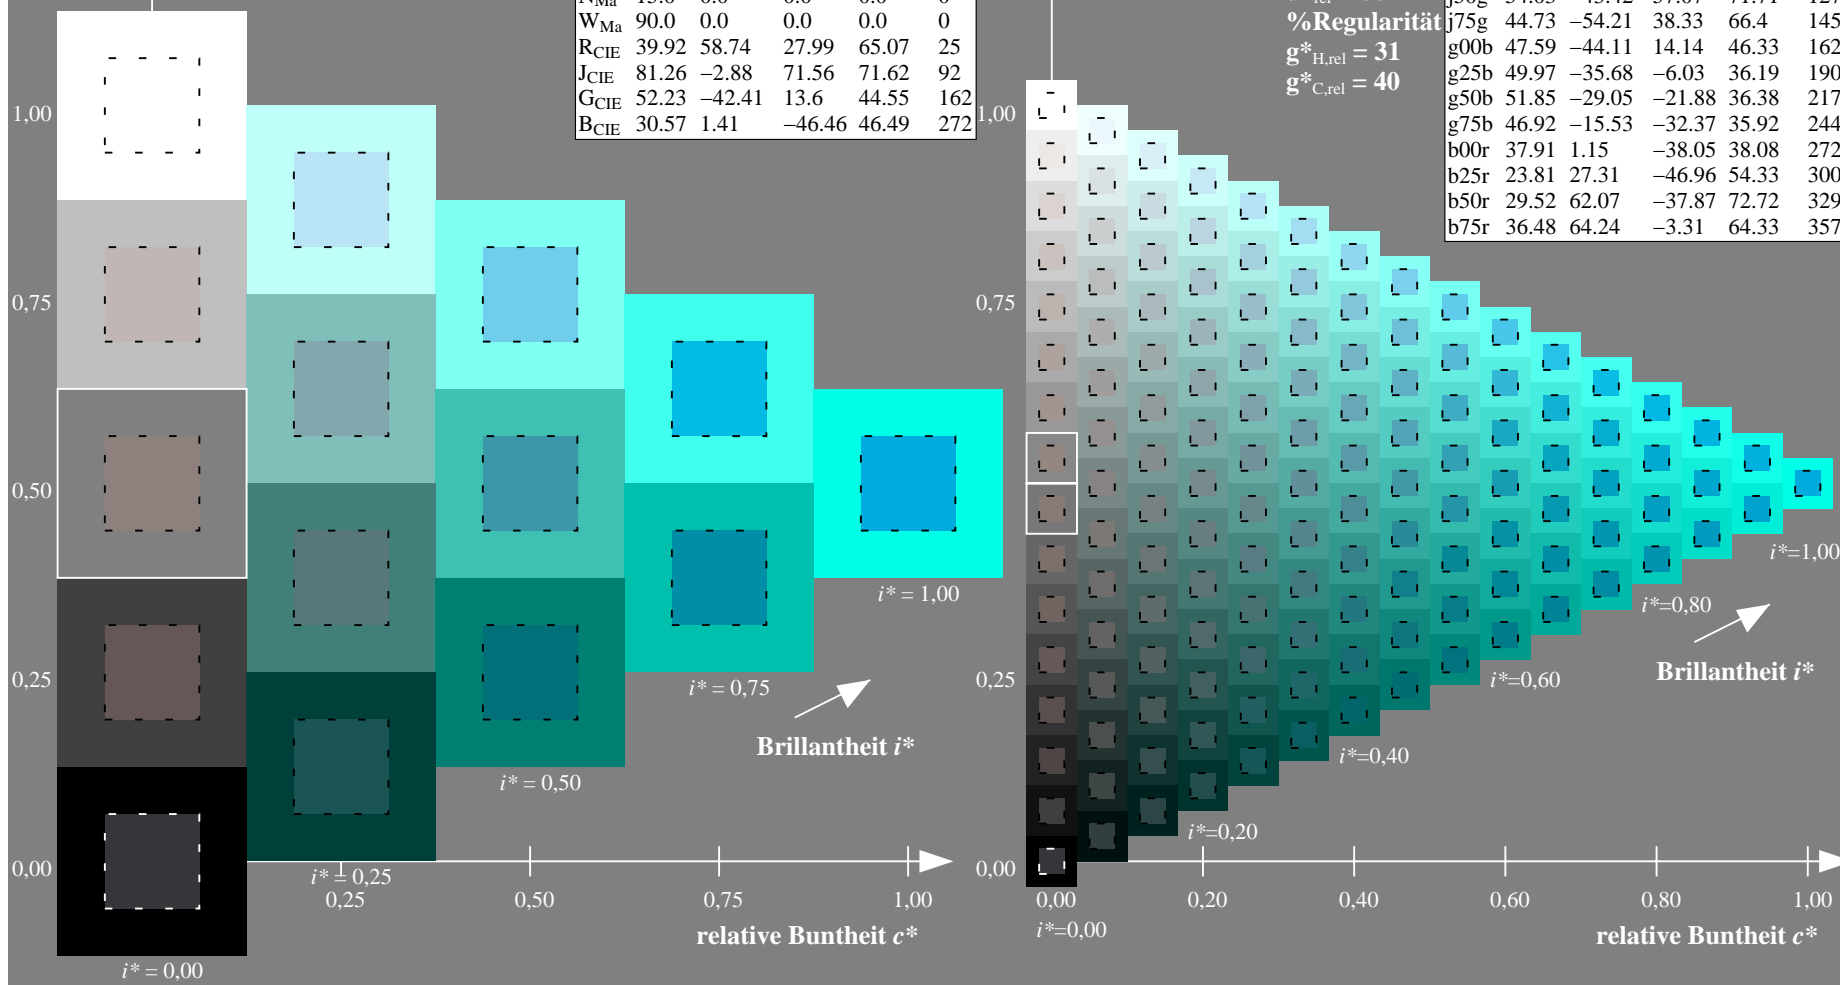 W_Ma 90.0 0.0 0.0 0.0 0
R_CIE 39.92 58.74 27.99 65.07 25
J_CIE 81.26 −2.88 71.56 71.62 92
G_CIE 52.23 −42.41 13.6 44.55 162
B_CIE 30.57 1.41 −46.46 46.49 272
1,00
0,75
0,50
0,25
0,00
i* = 1,00
i* = 0,75
Brillantheit i*
i* = 0,50
i* = 0,25
0,25 0,50 0,75 1,00
relative Buntheit c*
i* = 0,00
%Regularität
g*H,rel = 31
g*C,rel = 40
j75g 44.73 −54.21 38.33 66.4 145
g00b 47.59 −44.11 14.14 46.33 162
g25b 49.97 −35.68 −6.03 36.19 190
g50b 51.85 −29.05 −21.88 36.38 217
g75b 46.92 −15.53 −32.37 35.92 244
b00r 37.91 1.15 −38.05 38.08 272
b25r 23.81 27.31 −46.96 54.33 300
b50r 29.52 62.07 −37.87 72.72 329
b75r 36.48 64.24 −3.31 64.33 357
1,00
0,75
0,25
0,00
i*=1,00
i*=0,80
Brillantheit i*
i*=0,60
i*=0,40
i*=0,20
0,00 0,20 0,40 0,60 0,80 1,00
i*=0,00
relative Buntheit c*